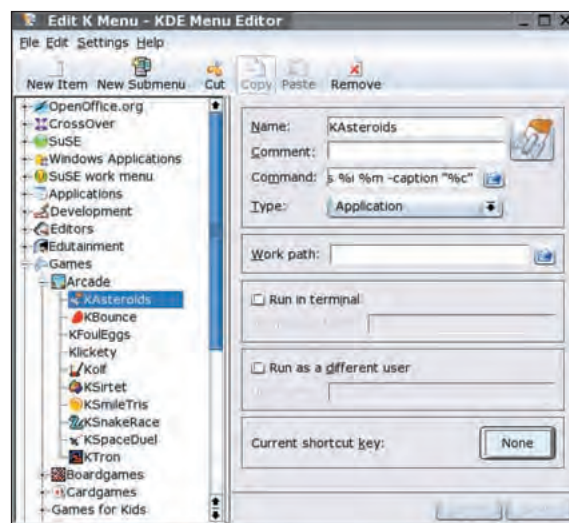 Edit K Menu - KDE Menu Editor
File Edit Settings Help
New Item New Submenu Cut Copy Paste Remove
OpenOffice.org
CrossOver
SuSE
Windows Applications
SuSE work menu
Applications
Development
Editors
Edutainment
Games
Arcade
KAsteroids
KBounce
KFoulEggs
Klickety
Kolf
KSirtet
KSmileTris
KSnakeRace
KSpaceDuel
KTron
Boardgames
Cardgames
Games for Kids
Name: KAsteroids
Comment:
Command: s %i %m -caption "%c"
Type: Application
Work path:
Run in terminal
Run as a different user
Current shortcut key: None